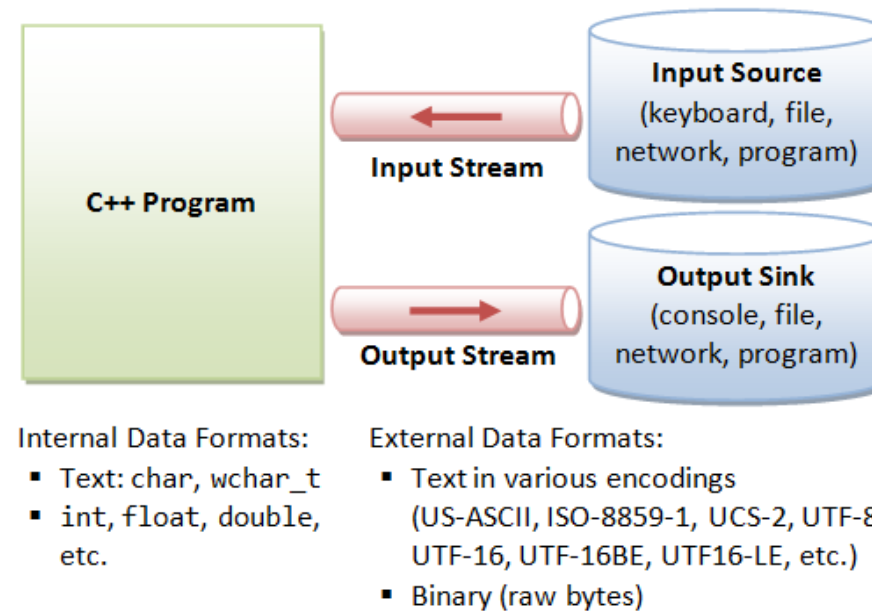 C++ Program
Input Stream
Input Source
(keyboard, file,
network, program)
Output Stream
Output Sink
(console, file,
network, program)
Internal Data Formats:
▪ Text: char, wchar_t
▪ int, float, double,
etc.
External Data Formats:
▪ Text in various encodings
(US-ASCII, ISO-8859-1, UCS-2, UTF-8
UTF-16, UTF-16BE, UTF16-LE, etc.)
▪ Binary (raw bytes)